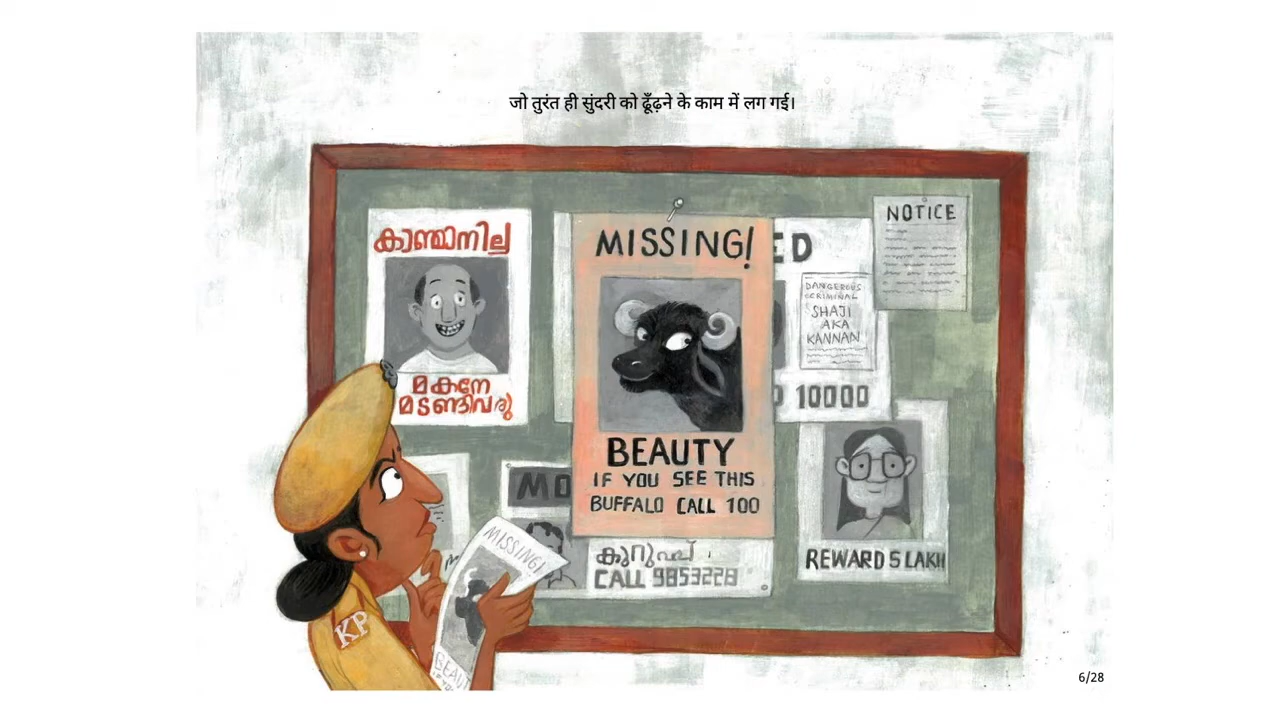 जो तुरंत ही सुंदरी को ढूँढ़ने के काम में लग गई।
കാണ്മാനില്ല
മകനേ
മടങ്ങിവരൂ
MISSING!
BEAUTY
IF YOU SEE THIS
BUFFALO CALL 100
ED
DANGEROUS
CRIMINAL
SHAJI
AKA
KANNAN
10000
NOTICE
REWARD 5 LAKH
MO
കുറുപ്പ്
CALL 9853228
MISSING!
BEAUT
KP
6/28